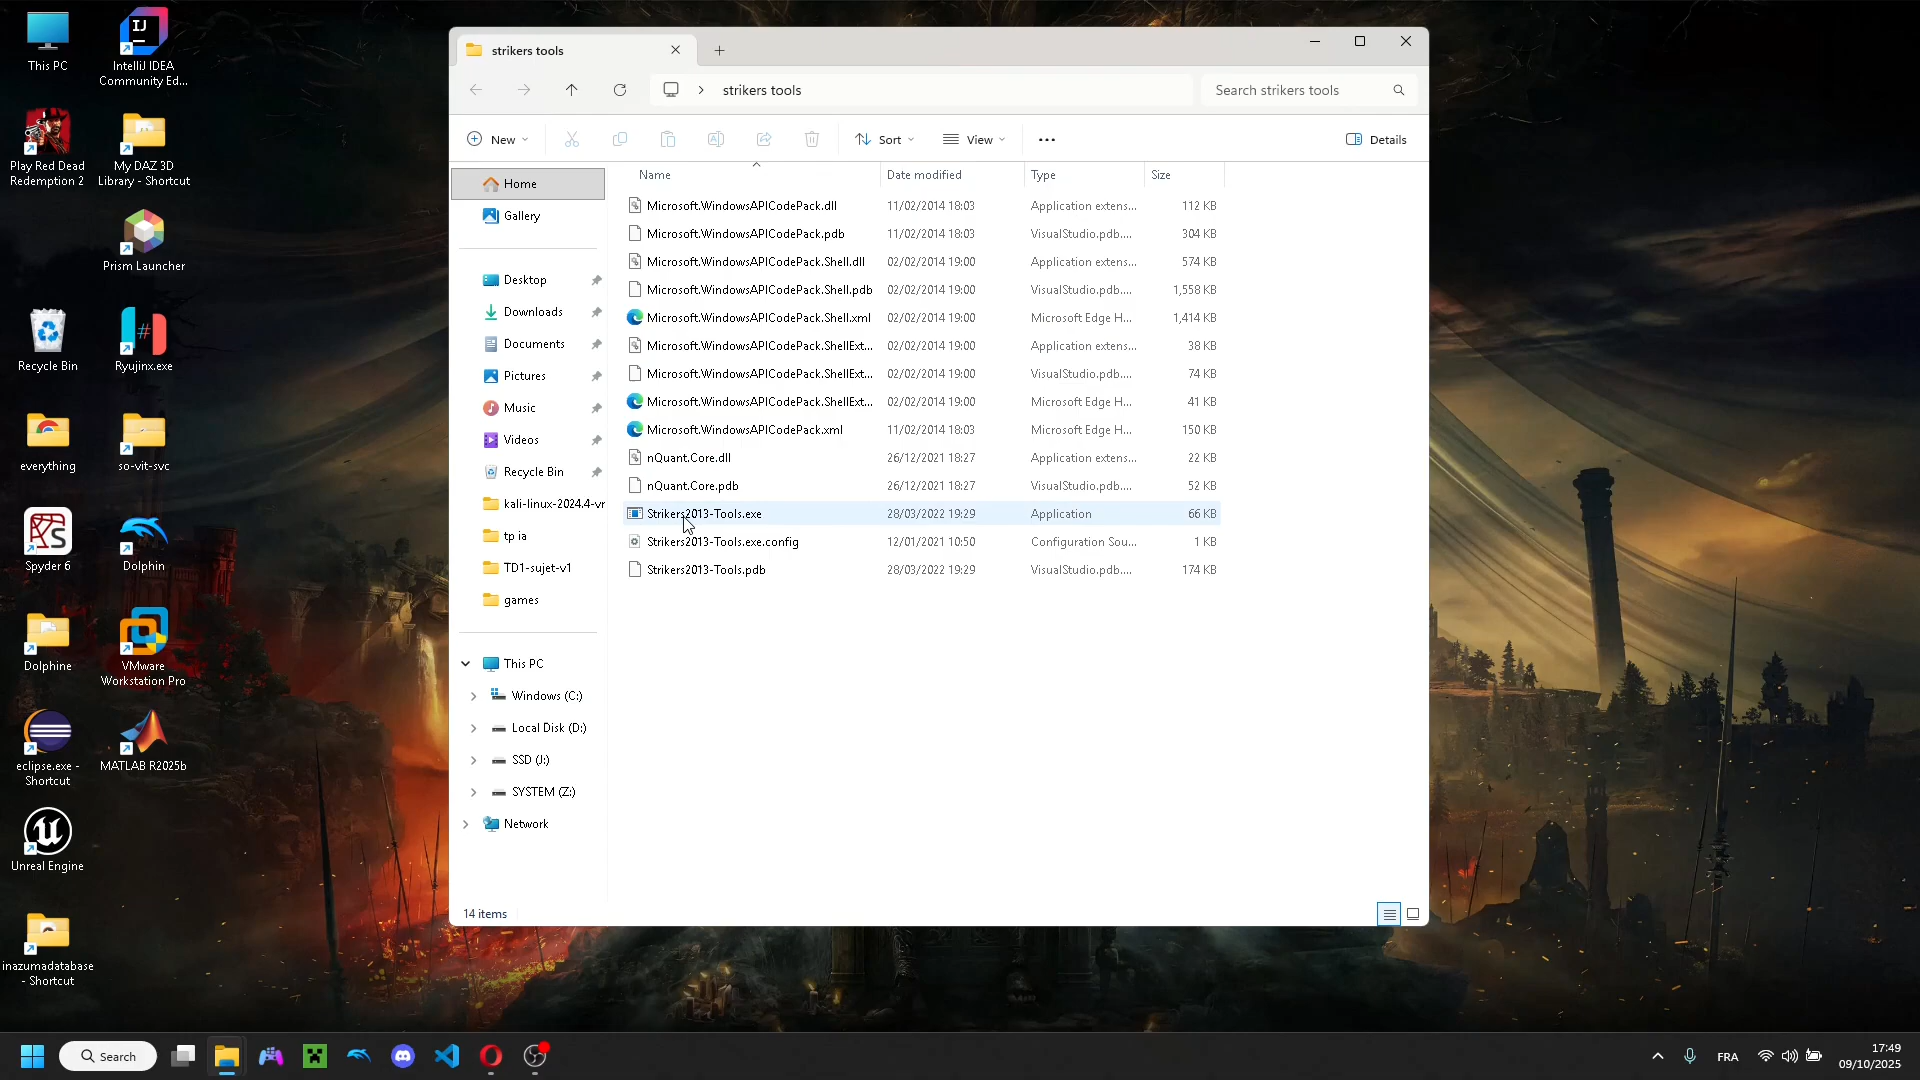 This PC
IntelliJ IDEA
Community Ed...
Play Red Dead
Redemption 2
My DAZ 3D
Library - Shortcut
Prism Launcher
Recycle Bin
Ryujinx.exe
everything
so-vit-svc
Spyder 6
Dolphin
Dolphine
VMware
Workstation Pro
eclipse.exe -
Shortcut
MATLAB R2025b
Unreal Engine
inazumadatabase
- Shortcut
strikers tools
strikers tools
Search strikers tools
New
Sort
View
Details
Home
Gallery
Desktop
Downloads
Documents
Pictures
Music
Videos
Recycle Bin
kali-linux-2024.4-vr
tp ia
TD1-sujet-v1
games
This PC
Windows (C:)
Local Disk (D:)
SSD (J:)
SYSTEM (Z:)
Network
Name Date modified Type Size
Microsoft.WindowsAPICodePack.dll 11/02/2014 18:03 Application extens... 112 KB
Microsoft.WindowsAPICodePack.pdb 11/02/2014 18:03 VisualStudio.pdb.... 304 KB
Microsoft.WindowsAPICodePack.Shell.dll 02/02/2014 19:00 Application extens... 574 KB
Microsoft.WindowsAPICodePack.Shell.pdb 02/02/2014 19:00 VisualStudio.pdb.... 1,558 KB
Microsoft.WindowsAPICodePack.Shell.xml 02/02/2014 19:00 Microsoft Edge H... 1,414 KB
Microsoft.WindowsAPICodePack.ShellExt... 02/02/2014 19:00 Application extens... 38 KB
Microsoft.WindowsAPICodePack.ShellExt... 02/02/2014 19:00 VisualStudio.pdb.... 74 KB
Microsoft.WindowsAPICodePack.ShellExt... 02/02/2014 19:00 Microsoft Edge H... 41 KB
Microsoft.WindowsAPICodePack.xml 11/02/2014 18:03 Microsoft Edge H... 150 KB
nQuant.Core.dll 26/12/2021 18:27 Application extens... 22 KB
nQuant.Core.pdb 26/12/2021 18:27 VisualStudio.pdb.... 52 KB
Strikers2013-Tools.exe 28/03/2022 19:29 Application 66 KB
Strikers2013-Tools.exe.config 12/01/2021 10:50 Configuration Sou... 1 KB
Strikers2013-Tools.pdb 28/03/2022 19:29 VisualStudio.pdb.... 174 KB
14 items
Search
FRA
17:49
09/10/2025